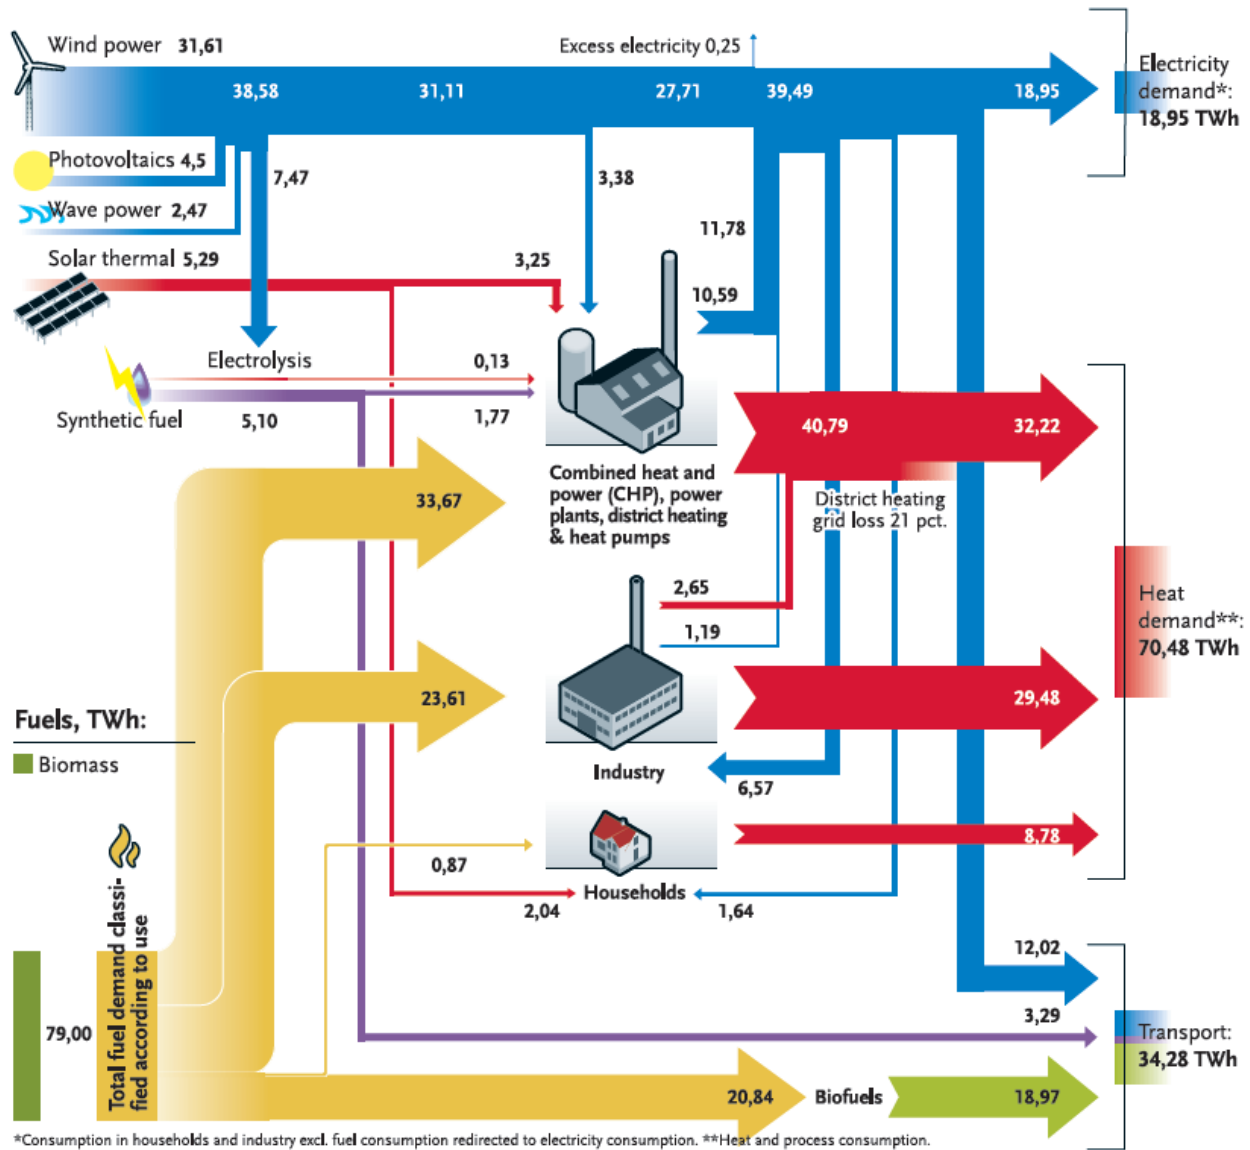 Wind power 31,61
Excess electricity 0,25
38,58
31,11
27,71
39,49
18,95
Electricity
demand*:
18,95 TWh
Photovoltaics 4,5
7,47
3,38
Wave power 2,47
11,78
Solar thermal 5,29
3,25
10,59
Electrolysis
0,13
Synthetic fuel
5,10
1,77
40,79
32,22
Combined heat and
power (CHP), power
plants, district heating
& heat pumps
33,67
District heating
grid loss 21 pct.
2,65
1,19
Heat
demand**:
70,48 TWh
23,61
29,48
Fuels, TWh:
Biomass
Industry
6,57
8,78
0,87
Households
2,04
1,64
Total fuel demand classi-
fied according to use
79,00
12,02
3,29
Transport:
34,28 TWh
20,84
Biofuels
18,97
*Consumption in households and industry excl. fuel consumption redirected to electricity consumption. **Heat and process consumption.